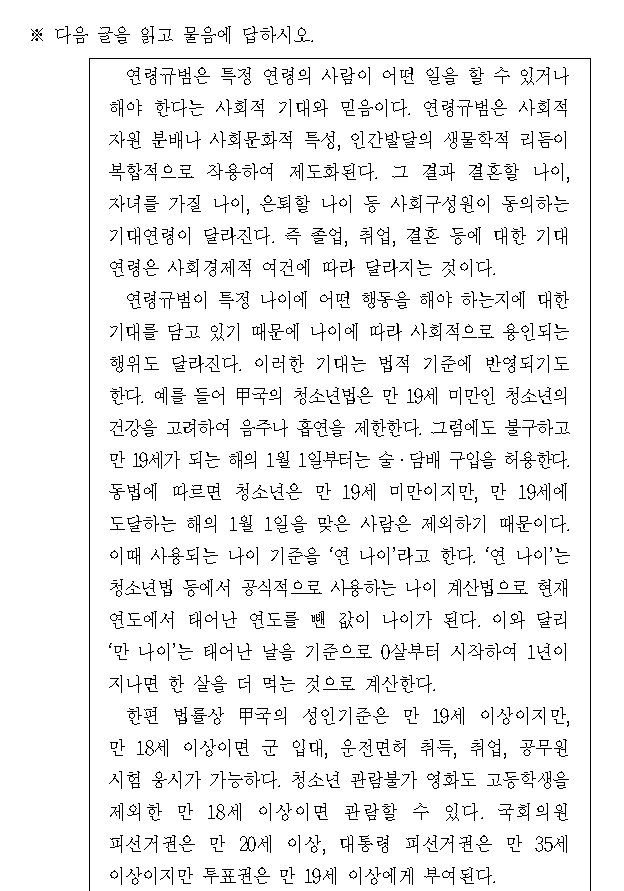 ※ 다음 글을 읽고 물음에 답하시오.
연령규범은 특정 연령의 사람이 어떤 일을 할 수 있거나
해야 한다는 사회적 기대와 믿음이다. 연령규범은 사회적
자원 분배나 사회문화적 특성, 인간발달의 생물학적 리듬이
복합적으로 작용하여 제도화된다. 그 결과 결혼할 나이,
자녀를 가질 나이, 은퇴할 나이 등 사회구성원이 동의하는
기대연령이 달라진다. 즉 졸업, 취업, 결혼 등에 대한 기대
연령은 사회경제적 여건에 따라 달라지는 것이다.
연령규범이 특정 나이에 어떤 행동을 해야 하는지에 대한
기대를 담고 있기 때문에 나이에 따라 사회적으로 용인되는
행위도 달라진다. 이러한 기대는 법적 기준에 반영되기도
한다. 예를 들어 甲국의 청소년법은 만 19세 미만인 청소년의
건강을 고려하여 음주나 흡연을 제한한다. 그럼에도 불구하고
만 19세가 되는 해의 1월 1일부터는 술·담배 구입을 허용한다.
동법에 따르면 청소년은 만 19세 미만이지만, 만 19세에
도달하는 해의 1월 1일을 맞은 사람은 제외하기 때문이다.
이때 사용되는 나이 기준을 ‘연 나이’라고 한다. ‘연 나이’는
청소년법 등에서 공식적으로 사용하는 나이 계산법으로 현재
연도에서 태어난 연도를 뺀 값이 나이가 된다. 이와 달리
‘만 나이’는 태어난 날을 기준으로 0살부터 시작하여 1년이
지나면 한 살을 더 먹는 것으로 계산한다.
한편 법률상 甲국의 성인기준은 만 19세 이상이지만,
만 18세 이상이면 군 입대, 운전면허 취득, 취업, 공무원
시험 응시가 가능하다. 청소년 관람불가 영화도 고등학생을
제외한 만 18세 이상이면 관람할 수 있다. 국회의원
피선거권은 만 20세 이상, 대통령 피선거권은 만 35세
이상이지만 투표권은 만 19세 이상에게 부여된다.